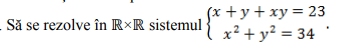 . Să se rezolve în ℝ×ℝ sistemul { x + y + xy = 23
x² + y² = 34 .